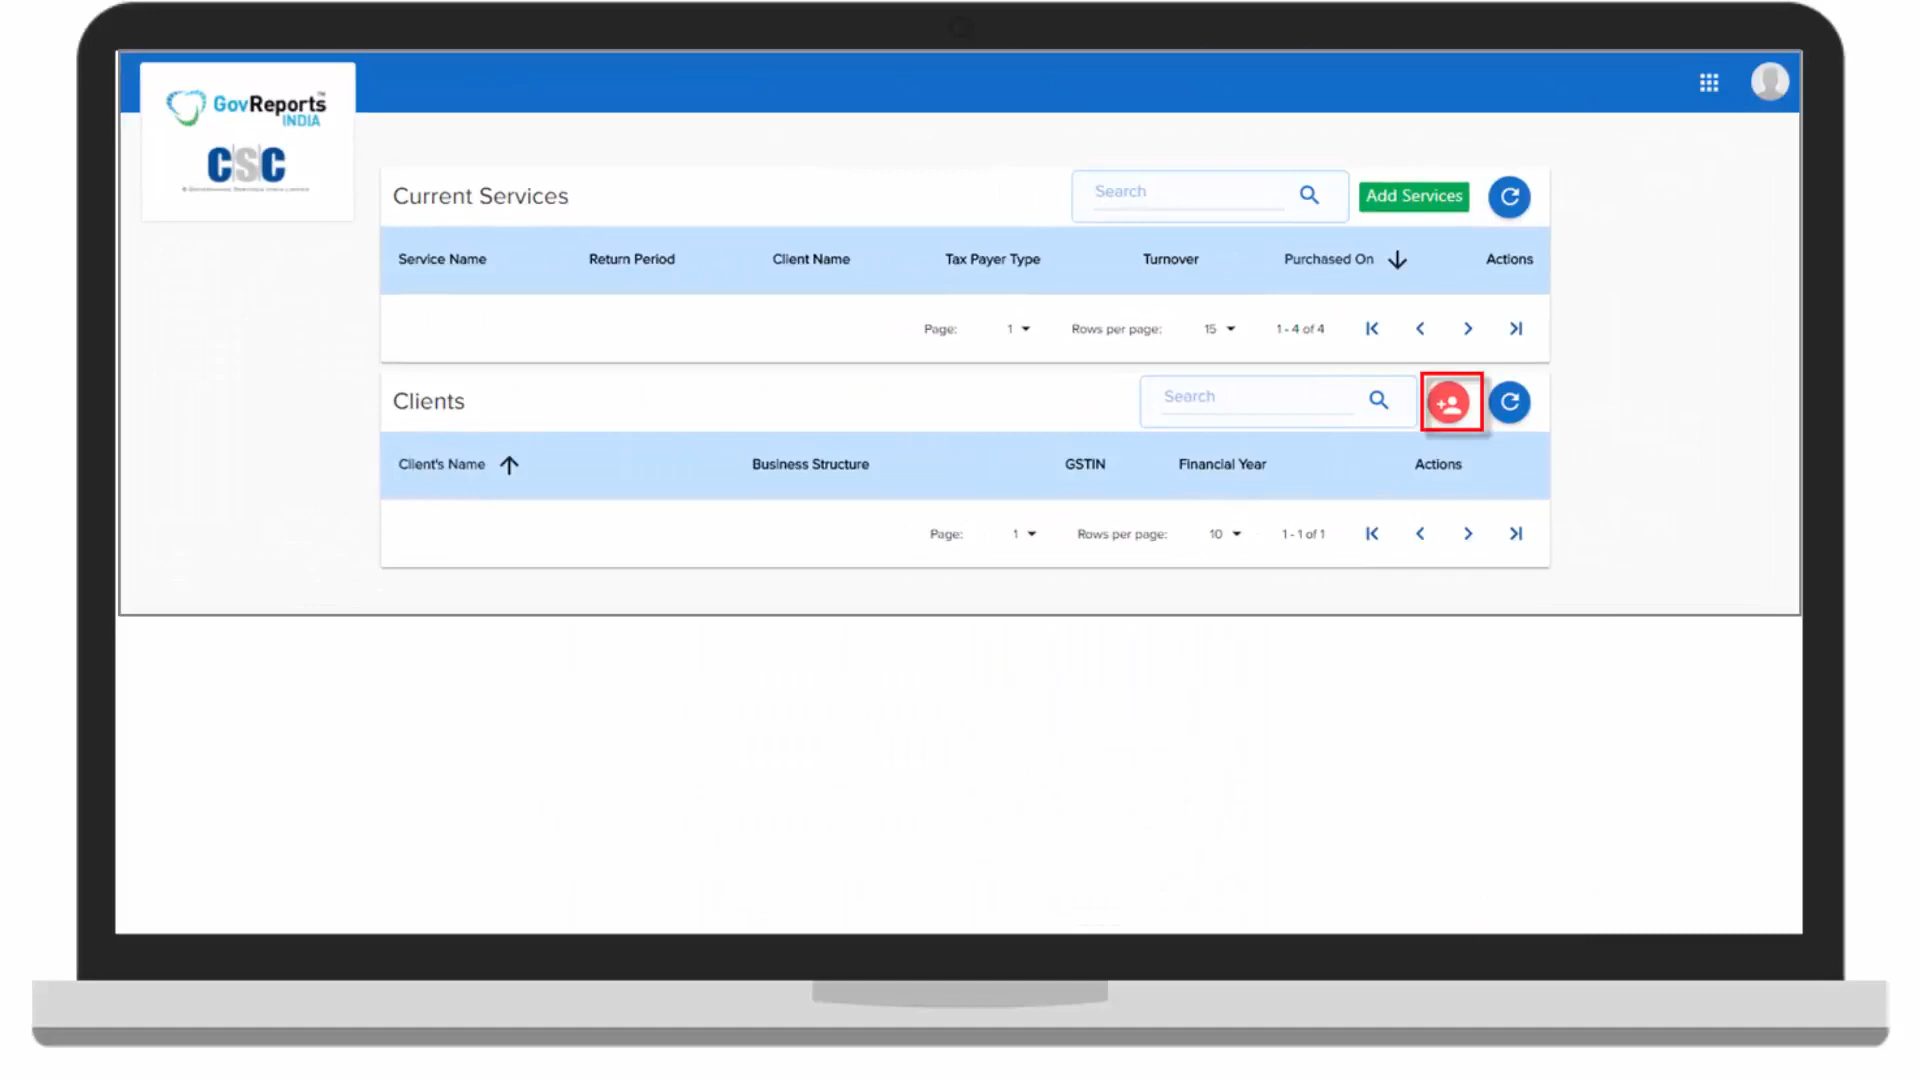 GovReports™
INDIA
CSC
Current Services
Search
Add Services
Service Name Return Period Client Name Tax Payer Type Turnover Purchased On Actions
Page: 1 Rows per page: 15 1 - 4 of 4
Clients
Search
Client's Name Business Structure GSTIN Financial Year Actions
Page: 1 Rows per page: 10 1 - 1 of 1